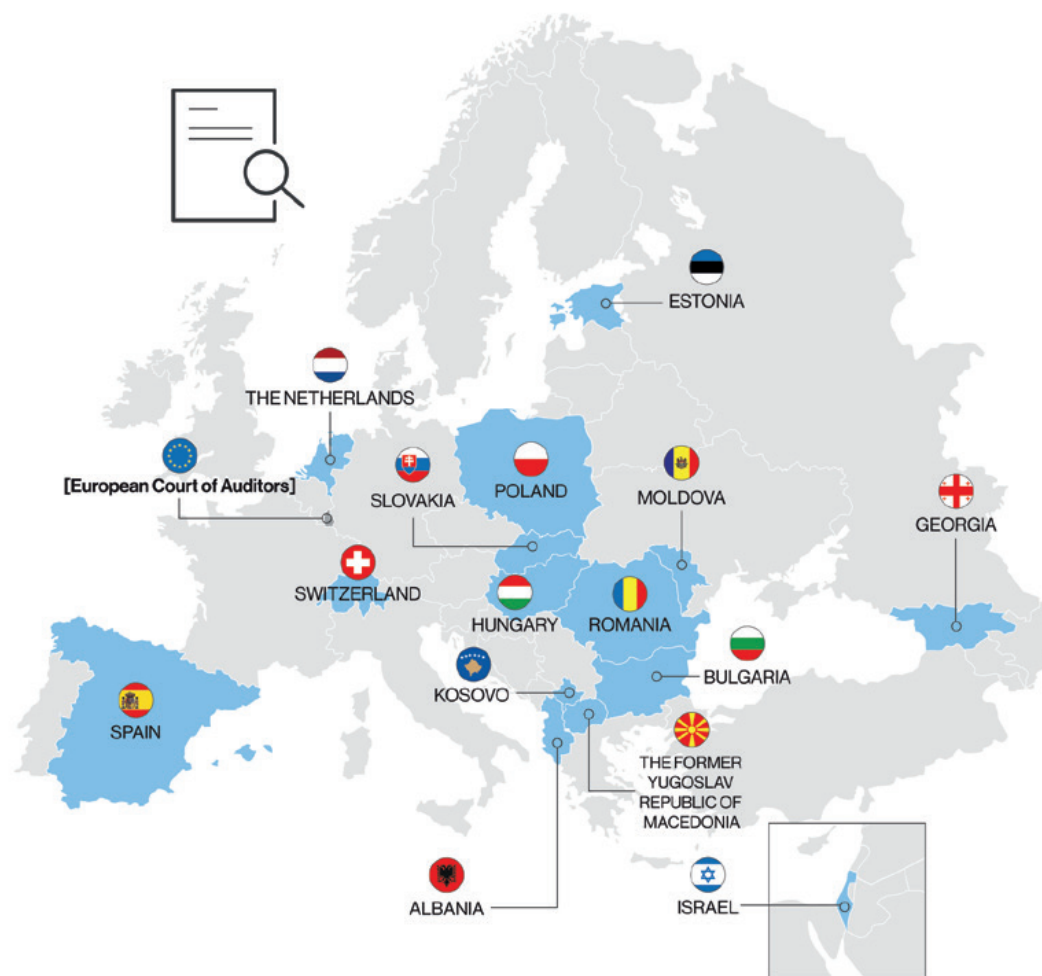 ESTONIA
THE NETHERLANDS
[European Court of Auditors]
SLOVAKIA
POLAND
MOLDOVA
GEORGIA
SWITZERLAND
HUNGARY
ROMANIA
KOSOVO
BULGARIA
SPAIN
THE FORMER
YUGOSLAV
REPUBLIC OF
MACEDONIA
ALBANIA
ISRAEL